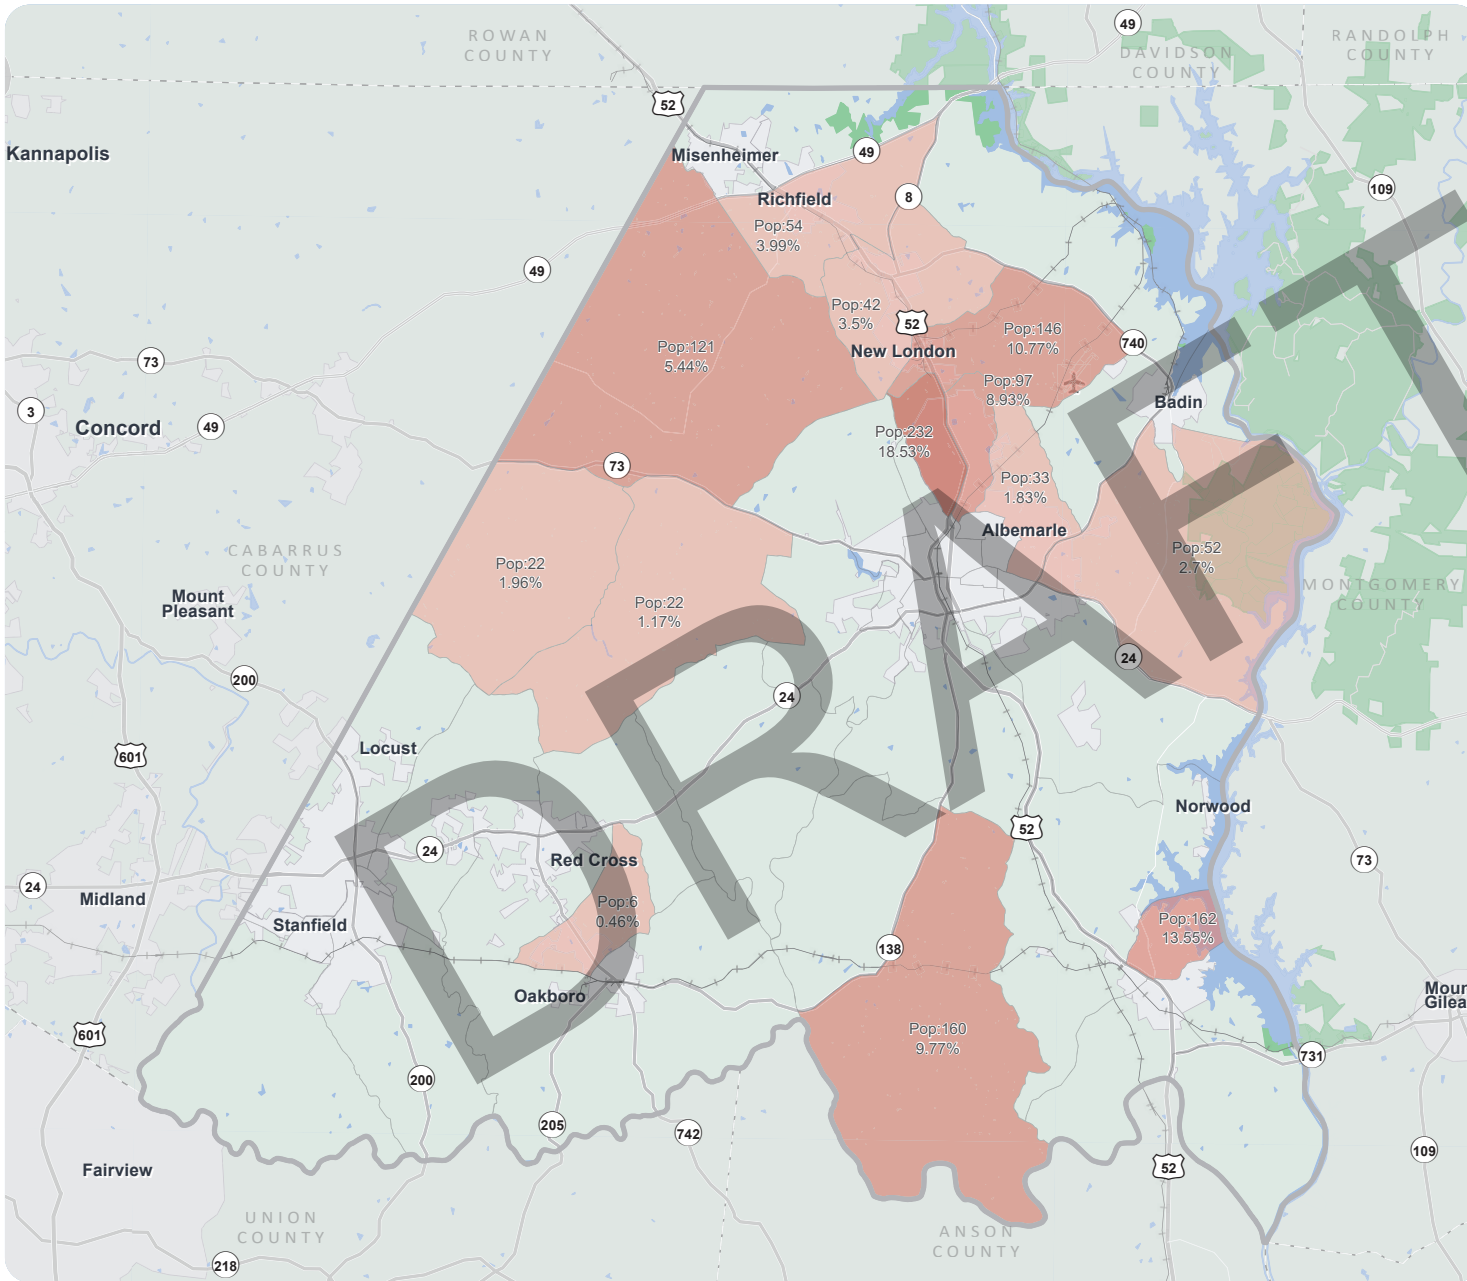 ROWAN
COUNTY
49
DAVIDSON
COUNTY
RANDOLPH
COUNTY
52
Kannapolis
Misenheimer
49
109
Richfield
8
Pop:54
3.99%
49
Pop:42
3.5%
52
Pop:146
10.77%
740
New London
Pop:121
5.44%
73
Pop:97
8.93%
Badin
3
Concord
49
Pop:232
18.53%
73
Pop:33
1.83%
Albemarle
CABARRUS
COUNTY
Pop:22
1.96%
Pop:52
2.7%
MONTGOMERY
COUNTY
Mount
Pleasant
Pop:22
1.17%
24
200
24
Locust
601
Norwood
52
24
Red Cross
73
24
Midland
Pop:6
0.46%
Stanfield
Pop:162
13.55%
138
Oakboro
Moun
Gilea
601
Pop:160
9.77%
731
200
205
742
109
Fairview
52
UNION
COUNTY
ANSON
COUNTY
218
DRAFT